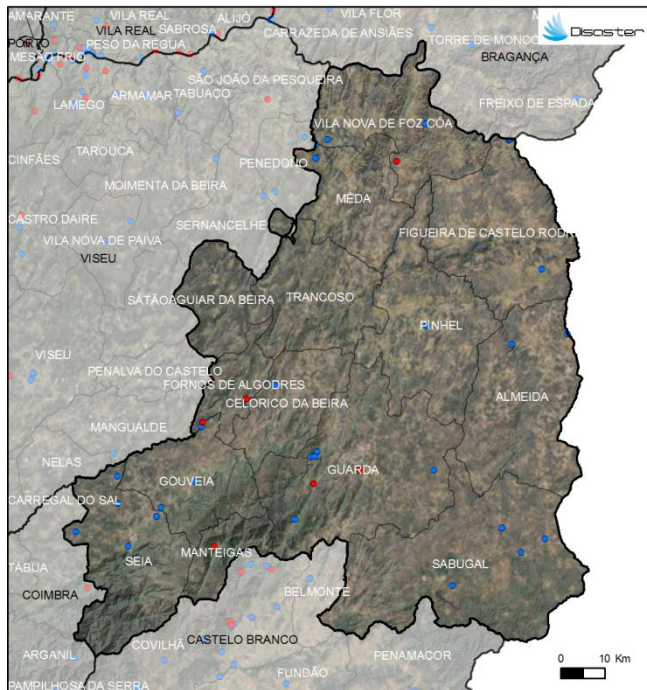 AMARANTE
VILA REAL
ALIJÓ
VILA FLOR
Disaster
PORTO
VILA REAL
SABROSA
CARRAZEDA DE ANSIÃES
TORRE DE MONCO
MESÃO FRIO
PESO DA REGUA
BRAGANÇA
SÃO JOÃO DA PESQUEIRA
LAMEGO
ARMAMAR
TABUAÇO
FREIXO DE ESPADA
VILA NOVA DE FOZ CÔA
CINFÃES
TAROUCA
PENEDONO
MOIMENTA DA BEIRA
MÊDA
CASTRO DAIRE
SERNANCELHE
FIGUEIRA DE CASTELO RODR
VILA NOVA DE PAIVA
VISEU
SÁTÃO
AGUIAR DA BEIRA
TRANCOSO
PINHEL
VISEU
PENALVA DO CASTELO
FORNOS DE ALGODRES
CELORICO DA BEIRA
ALMEIDA
MANGUALDE
NELAS
GUARDA
GOUVEIA
CARREGAL DO SAL
MANTEIGAS
SEIA
SABUGAL
TÁBUA
COIMBRA
BELMONTE
COVILHÃ
CASTELO BRANCO
ARGANIL
PENAMACOR
FUNDÃO
PAMPILHOSA DA SERRA
0 10 Km